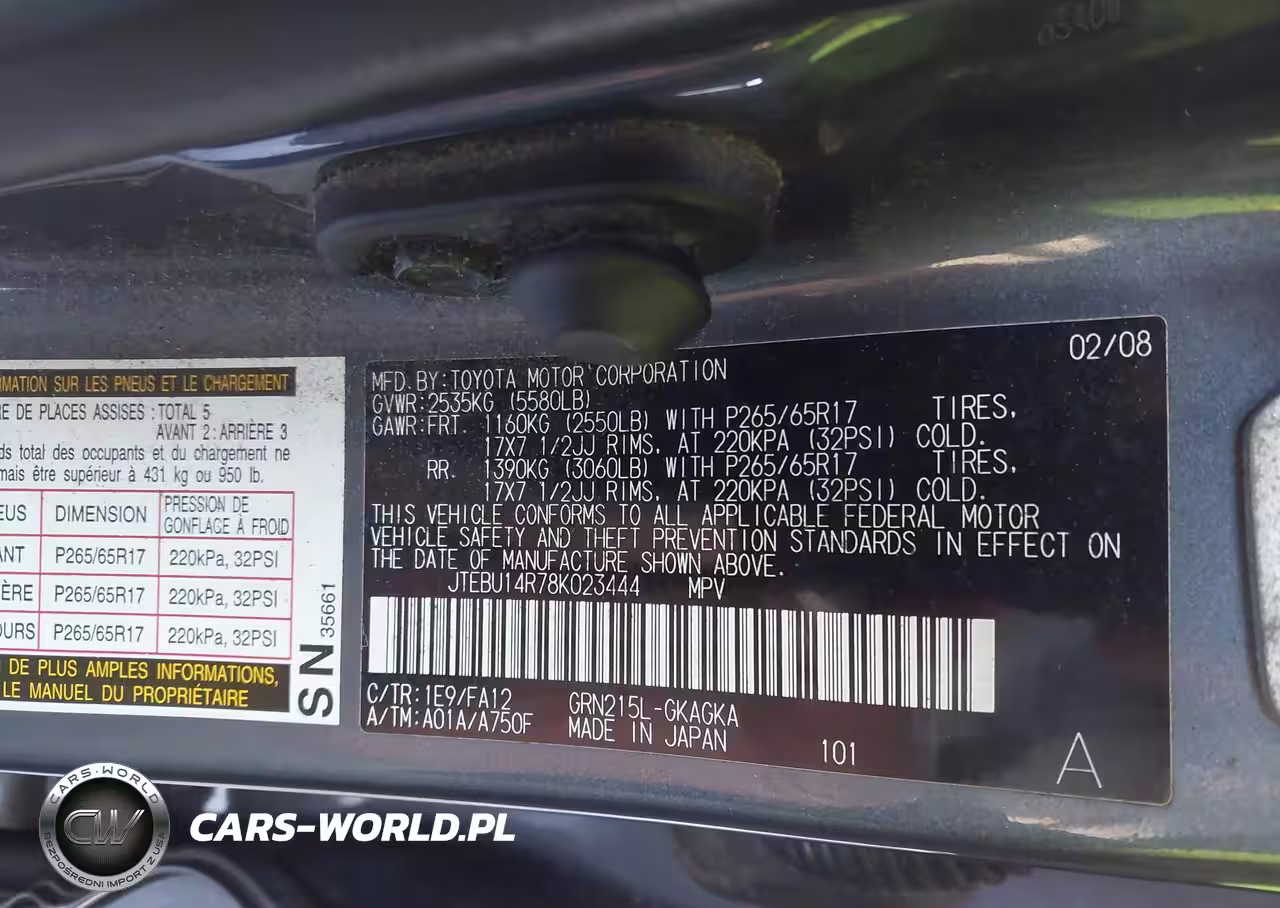 MATION SUR LES PNEUS ET LE CHARGEMENT
RE DE PLACES ASSISES : TOTAL 5
AVANT 2 : ARRIÈRE 3
ds total des occupants et du chargement ne
mais être supérieur à 431 kg ou 950 lb.
EUS DIMENSION PRESSION DE GONFLAGE À FROID
ANT P265/65R17 220kPa, 32PSI
ÈRE P265/65R17 220kPa, 32PSI
OURS P265/65R17 220kPa, 32PSI
DE PLUS AMPLES INFORMATIONS,
LE MANUEL DU PROPRIÉTAIRE
SN 35661
02/08
MFD. BY:TOYOTA MOTOR CORPORATION
GVWR:2535KG (5580LB)
GAWR:FRT. 1160KG (2550LB) WITH P265/65R17 TIRES,
17X7 1/2JJ RIMS, AT 220KPA (32PSI) COLD.
RR. 1390KG (3060LB) WITH P265/65R17 TIRES,
17X7 1/2JJ RIMS, AT 220KPA (32PSI) COLD.
THIS VEHICLE CONFORMS TO ALL APPLICABLE FEDERAL MOTOR
VEHICLE SAFETY AND THEFT PREVENTION STANDARDS IN EFFECT ON
THE DATE OF MANUFACTURE SHOWN ABOVE.
JTEBU14R78K023444 MPV
C/TR:1E9/FA12 GRN215L-GKAGKA
A/TM:A01A/A750F MADE IN JAPAN
101
A
CARS-WORLD
CW
BEZPOŚREDNI IMPORT Z USA
CARS-WORLD.PL